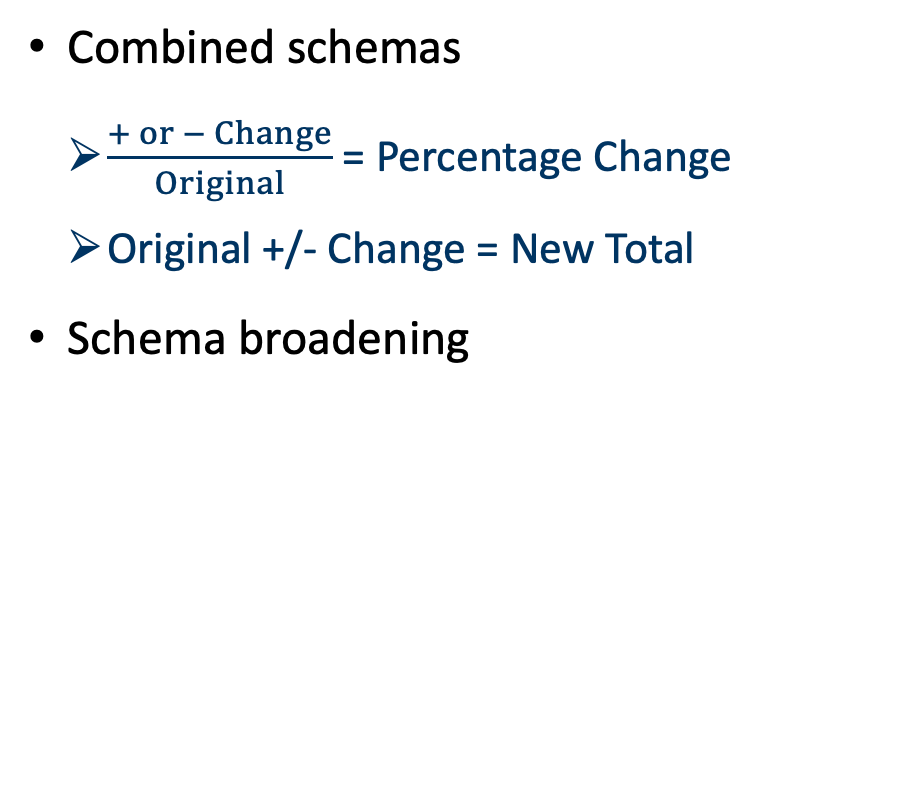 • Combined schemas
➢ + or − Change
Original
= Percentage Change
➢ Original +/- Change = New Total
• Schema broadening